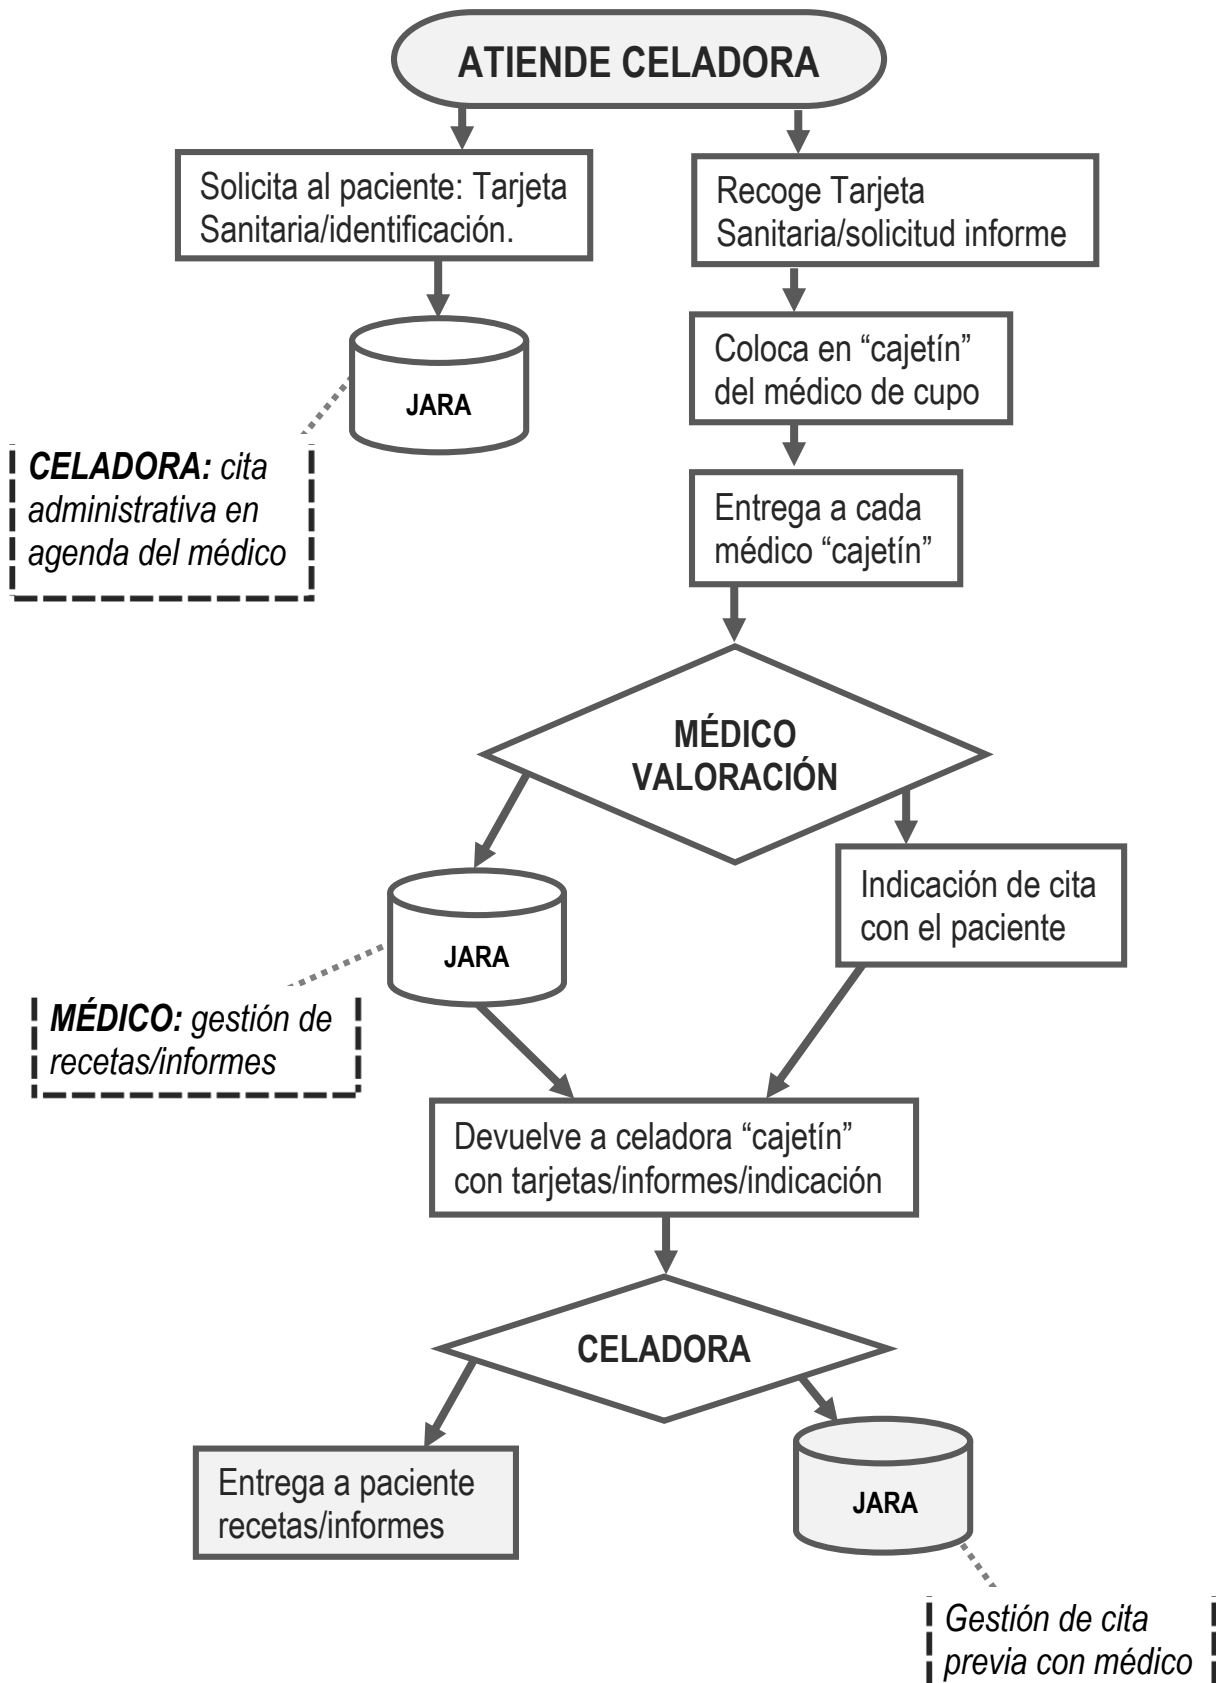 ATIENDE CELADORA
Solicita al paciente: Tarjeta
Sanitaria/identificación.
Recoge Tarjeta
Sanitaria/solicitud informe
JARA
Coloca en “cajetín”
del médico de cupo
CELADORA: cita
administrativa en
agenda del médico
Entrega a cada
médico “cajetín”
MÉDICO
VALORACIÓN
JARA
Indicación de cita
con el paciente
MÉDICO: gestión de
recetas/informes
Devuelve a celadora “cajetín”
con tarjetas/informes/indicación
CELADORA
Entrega a paciente
recetas/informes
JARA
Gestión de cita
previa con médico